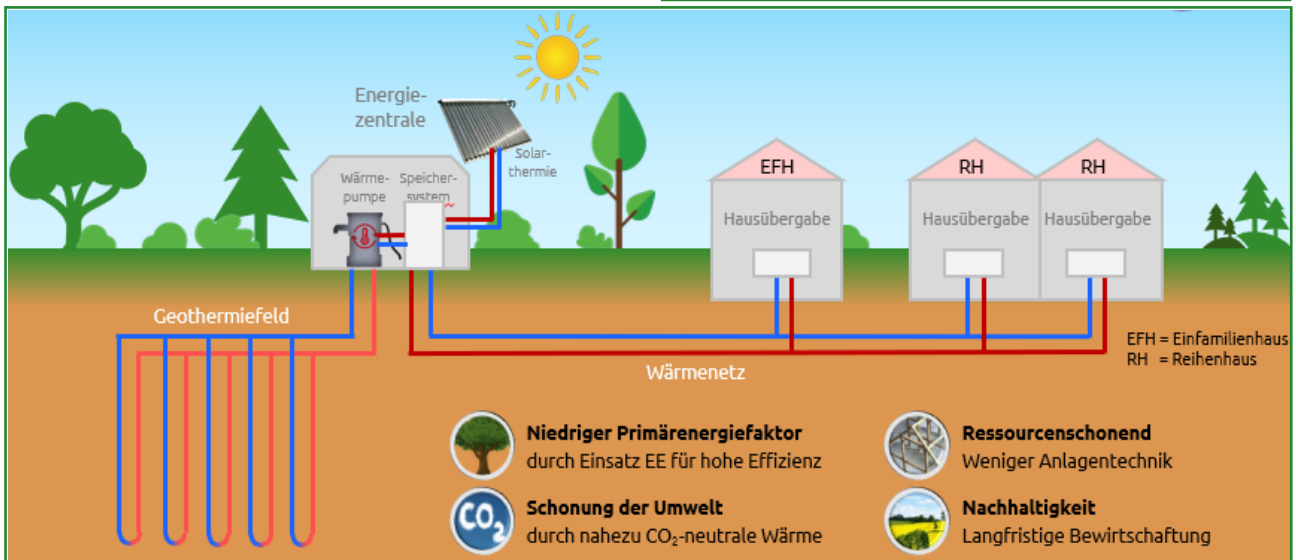 Energie-
zentrale
Solar-
thermie
Wärme-
pumpe
Speicher-
system
EFH
RH
RH
Hausübergabe
Hausübergabe
Hausübergabe
Geothermiefeld
Wärmenetz
EFH = Einfamilienhaus
RH = Reihenhaus
Niedriger Primärenergiefaktor
durch Einsatz EE für hohe Effizienz
Ressourcenschonend
Weniger Anlagentechnik
CO₂
Schonung der Umwelt
durch nahezu CO₂-neutrale Wärme
Nachhaltigkeit
Langfristige Bewirtschaftung